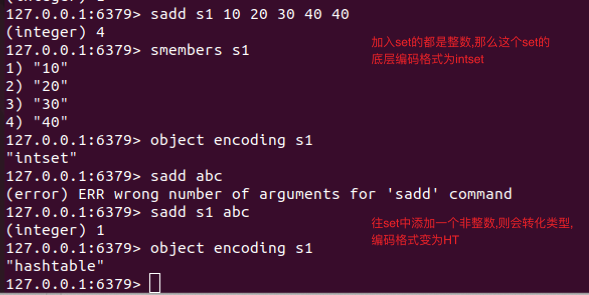 127.0.0.1:6379> sadd s1 10 20 30 40 40
(integer) 4
127.0.0.1:6379> smembers s1
加入set的都是整数,那么这个set的
底层编码格式为intset
1) "10"
2) "20"
3) "30"
4) "40"
127.0.0.1:6379> object encoding s1
"intset"
127.0.0.1:6379> sadd abc
(error) ERR wrong number of arguments for 'sadd' command
127.0.0.1:6379> sadd s1 abc
往set中添加一个非整数,则会转化类型,
编码格式变为HT
(integer) 1
127.0.0.1:6379> object encoding s1
"hashtable"
127.0.0.1:6379>